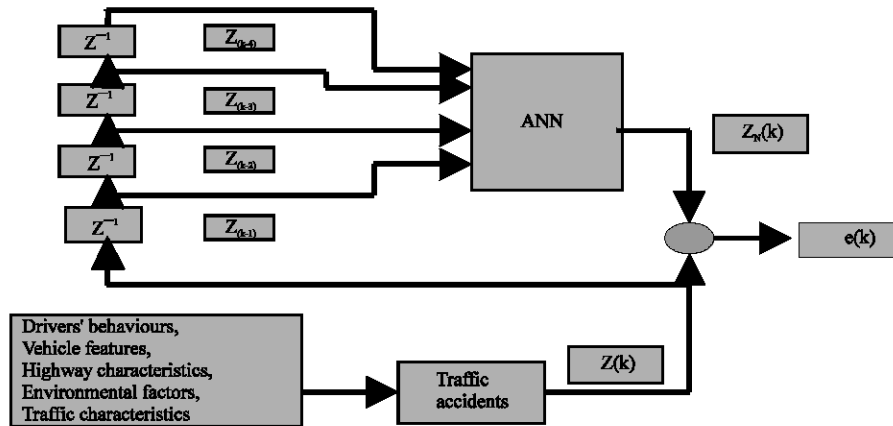 Z⁻¹
Z(k-4)
Z⁻¹
Z(k-3)
ANN
Z_N(k)
Z⁻¹
Z(k-2)
Z⁻¹
Z(k-1)
e(k)
Drivers' behaviours,
Vehicle features,
Highway characteristics,
Environmental factors,
Traffic characteristics
Traffic
accidents
Z(k)